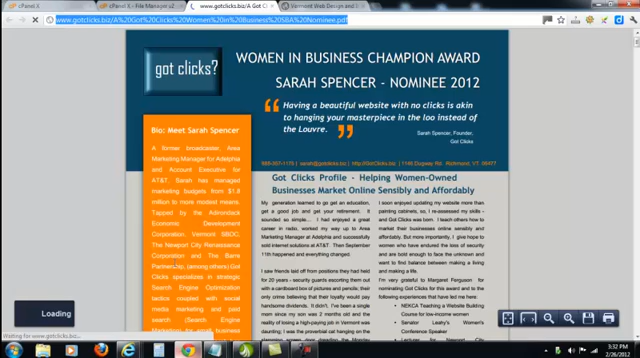 cPanel X
cPanel X - File Manager v2
www.gotclicks.biz/A Got
Vermont Web Design and
www.gotclicks.biz/A%20Got%20Clicks%20Women%20in%20Business%20SBA%20Nominee.pdf
got clicks?
WOMEN IN BUSINESS CHAMPION AWARD
SARAH SPENCER - NOMINEE 2012
“ Having a beautiful website with no clicks is akin
to hanging your masterpiece in the loo instead of
the Louvre. ”
Sarah Spencer, Founder,
Got Clicks
Bio: Meet Sarah Spencer
A former broadcaster, Area
Marketing Manager for Adelphia
and Account Executive for
AT&T, Sarah has managed
marketing budgets from $1.8
million to more modest means.
Tapped by the Adirondack
Economic Development
Corporation, Vermont SBDC,
The Newport City Renaissance
Corporation and The Barre
Partnership, (among others) Got
Clicks specializes in strategic
Search Engine Optimization
tactics coupled with social
media marketing and paid
search (Search Engine
Marketing) for small business
Got Clicks Profile - Helping Women-Owned
Businesses Market Online Sensibly and Affordably
My generation learned to go get an education,
get a good job and get your retirement. It
sounded so simple... I had enjoyed a great
career in radio, worked my way up to Area
Marketing Manager at Adelphia and successfully
sold internet solutions at AT&T. Then September
11th happened and everything changed.
I saw friends laid off from positions they had held
for 20 years - security guards escorting them out
with a cardboard box of pictures and pencils; their
only crime believing that their loyalty would pay
handsome dividends. I didn't. I've been a single
mom since my son was 2 months old and the
reality of losing a high-paying job in Vermont was
daunting. I was the proverbial cat hanging on the
I soon enjoyed updating my website more than
painting cabinets, so, I re-assessed my skills -
and Got Clicks was born. I teach others how to
market their businesses online sensibly and
affordably. But more importantly, I give hope to
women who have endured the loss of security
and are bold enough to face the unknown and
want to find balance between making a living
and making a life.
I'm very grateful to Margaret Ferguson for
nominating Got Clicks for this award and to the
following experiences that have led me here:
• NEKCA Teaching a Website Building
Course for low-income women
• Senator Leahy's Women's
Conference Speaker
Loading
Waiting for www.gotclicks.biz...
3:32 PM